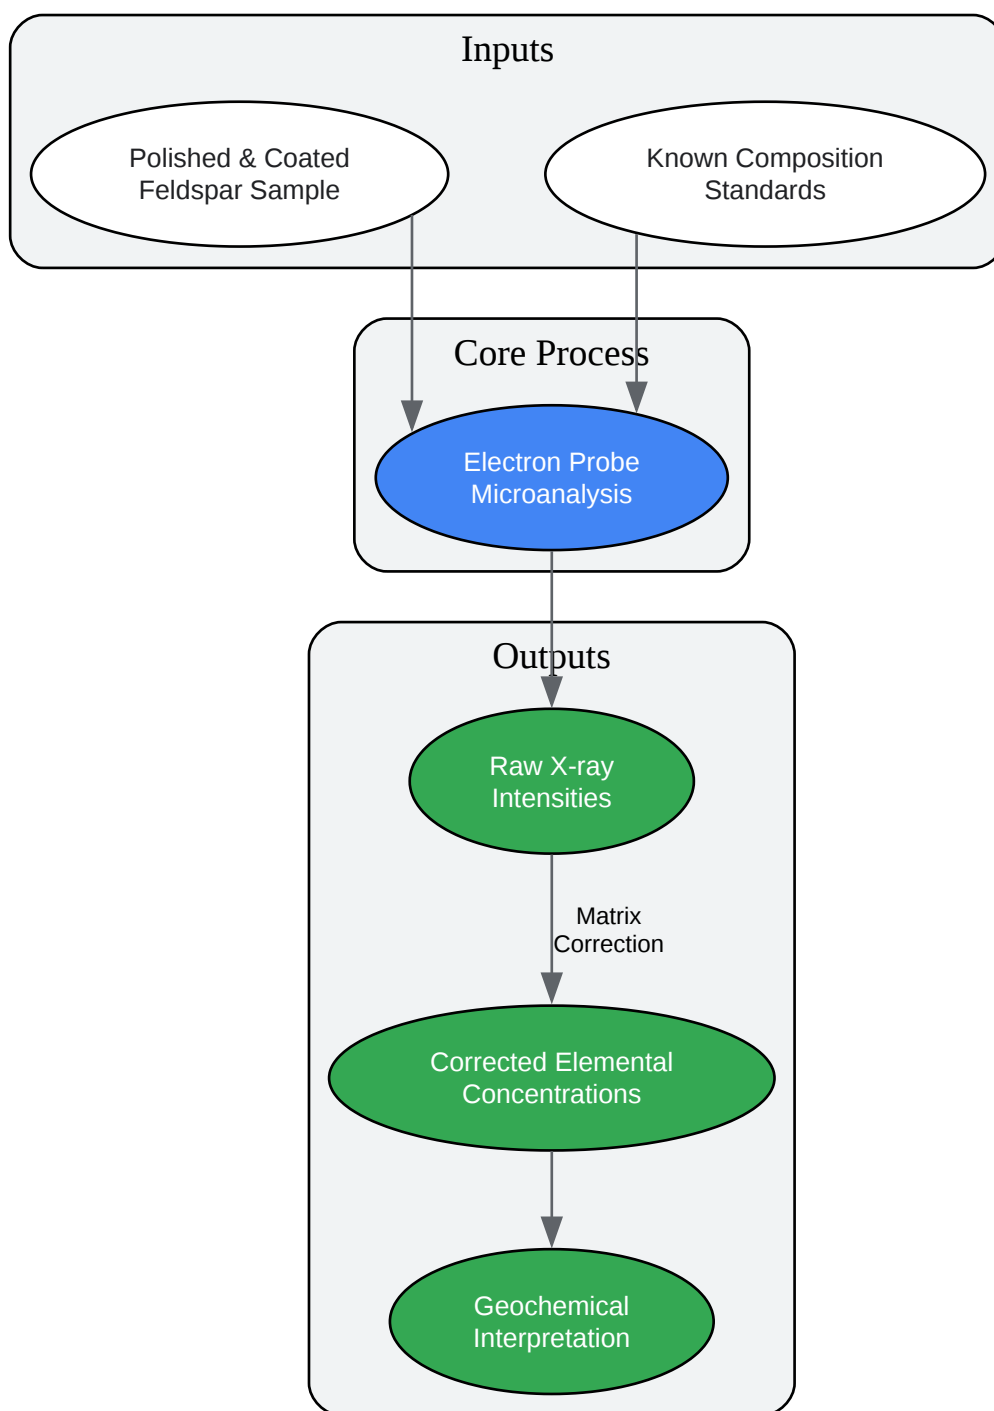 Inputs
Polished & Coated
Feldspar Sample
Known Composition
Standards
Core Process
Electron Probe
Microanalysis
Outputs
Raw X-ray
Intensities
Matrix
Correction
Corrected Elemental
Concentrations
Geochemical
Interpretation